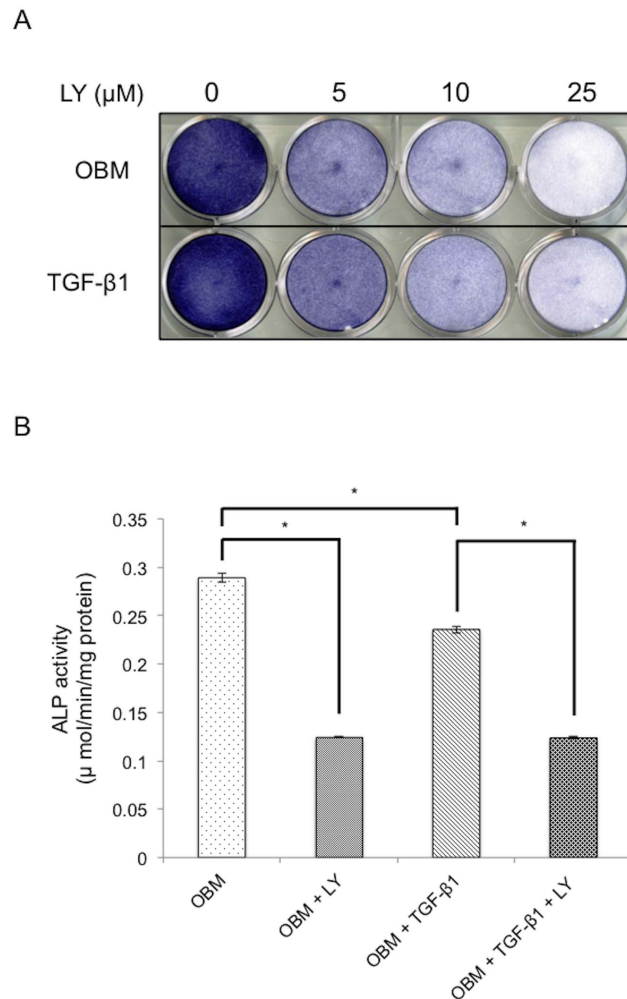 A
LY (μM) 0 5 10 25
OBM
TGF-β1
B
*
* *
0.35
0.3
0.25
0.2
0.15
0.1
0.05
0
ALP activity
(μ mol/min/mg protein)
OBM
OBM + LY
OBM + TGF-β1
OBM + TGF-β1 + LY